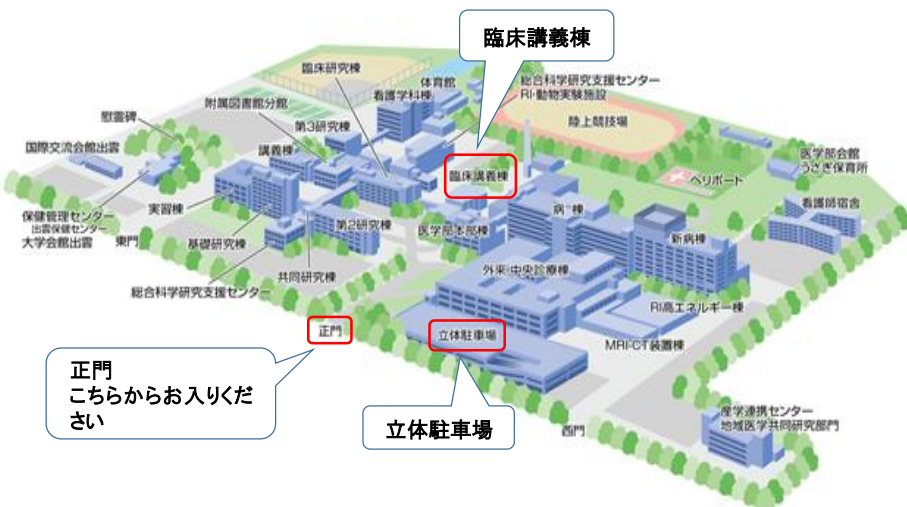 臨床講義棟
臨床研究棟
体育館
看護学科棟
総合科学研究支援センター
RI・動物実験施設
附属図書館分館
第3研究棟
陸上競技場
慰霊碑
国際交流会館出雲
講義棟
臨床講義棟
医学部会館
うさぎ保育所
ヘリポート
看護師宿舎
実習棟
保健管理センター
出雲保健センター
大学会館出雲
東門
基礎研究棟
第2研究棟
医学部本部棟
病棟
新病棟
外来・中央診療棟
共同研究棟
総合科学研究支援センター
RI高エネルギー棟
正門
立体駐車場
MRI-CT装置棟
正門
こちらからお入りくだ
さい
立体駐車場
西門
産学連携センター
地域医学共同研究部門